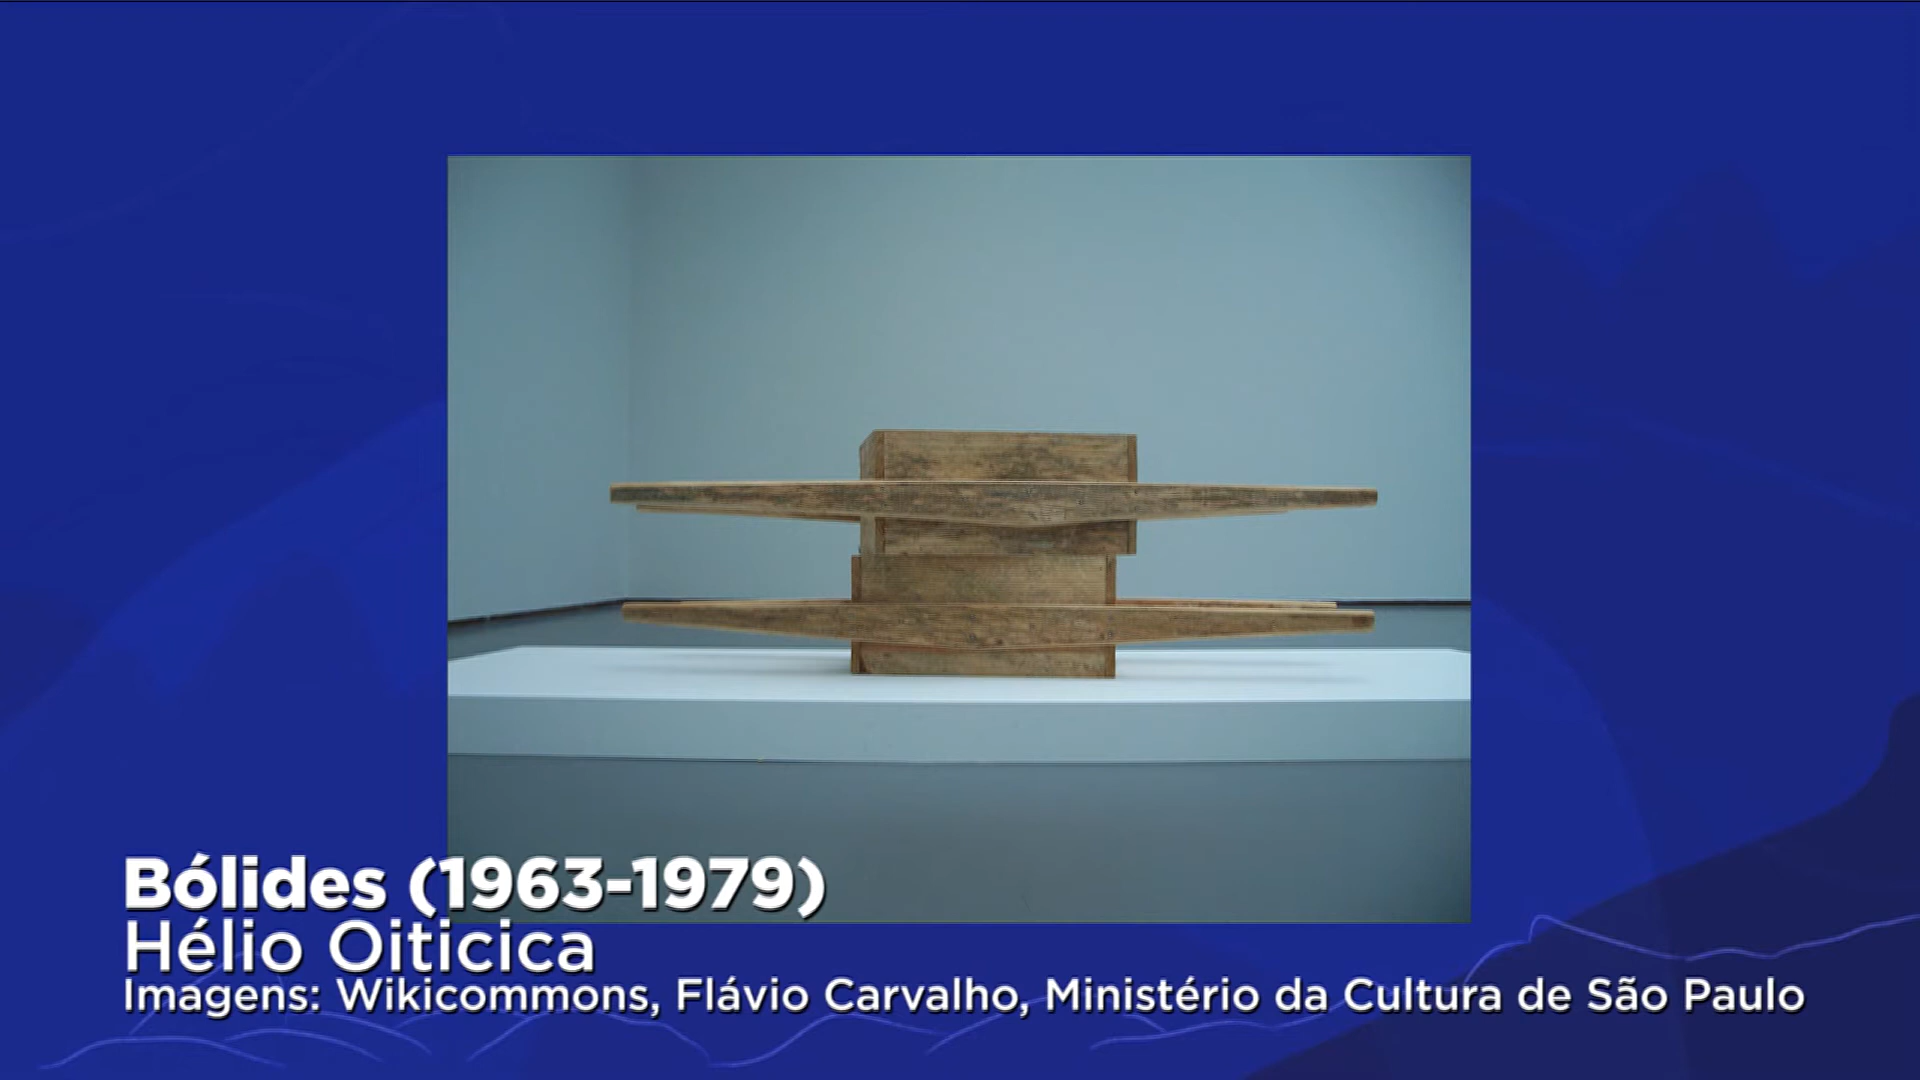 Bólides (1963-1979)
Hélio Oiticica
Imagens: Wikicommons, Flávio Carvalho, Ministério da Cultura de São Paulo